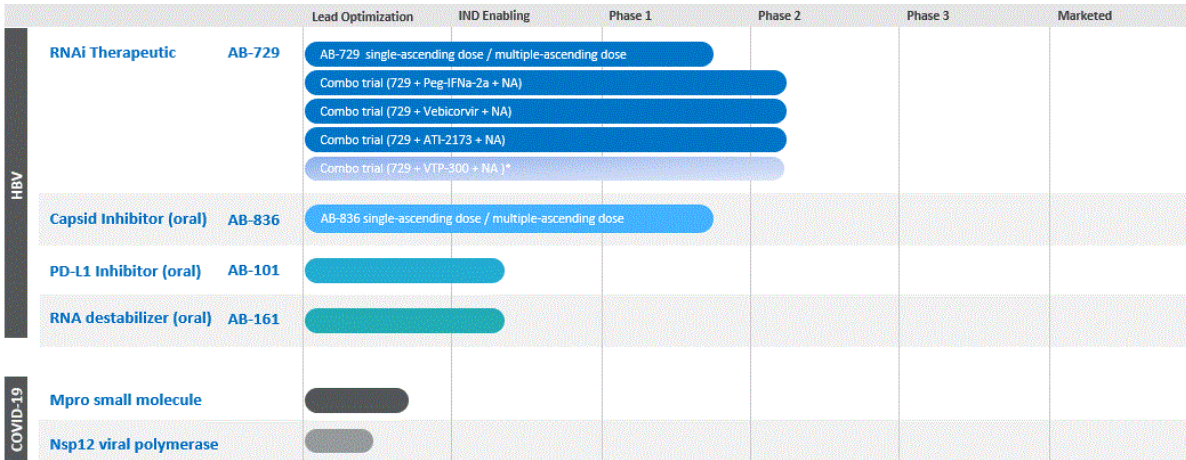 Lead Optimization IND Enabling Phase 1 Phase 2 Phase 3 Marketed
HBV
RNAi Therapeutic AB-729
AB-729 single-ascending dose / multiple-ascending dose
Combo trial (729 + Peg-IFNa-2a + NA)
Combo trial (729 + Vebicorvir + NA)
Combo trial (729 + ATI-2173 + NA)
Combo trial (729 + VTP-300 + NA )*
Capsid Inhibitor (oral) AB-836 AB-836 single-ascending dose / multiple-ascending dose
PD-L1 Inhibitor (oral) AB-101
RNA destabilizer (oral) AB-161
COVID-19
Mpro small molecule
Nsp12 viral polymerase